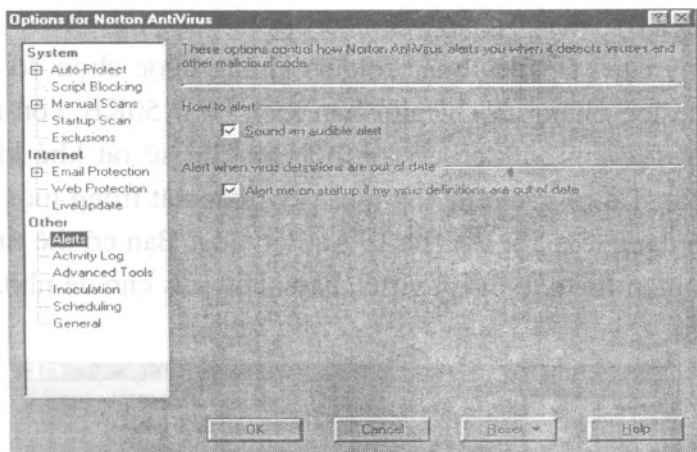 Options for Norton AntiVirus
System
Auto-Protect
Script Blocking
Manual Scans
Startup Scan
Exclusions
Internet
Email Protection
Web Protection
LiveUpdate
Other
Alerts
Activity Log
Advanced Tools
Inoculation
Scheduling
General
These options control how Norton AntiVirus alerts you when it detects viruses and
other malicious code.
How to alert
Sound an audible alert
Alert when virus definitions are out of date
Alert me on startup if my virus definitions are out of date
OK
Cancel
Reset
Help